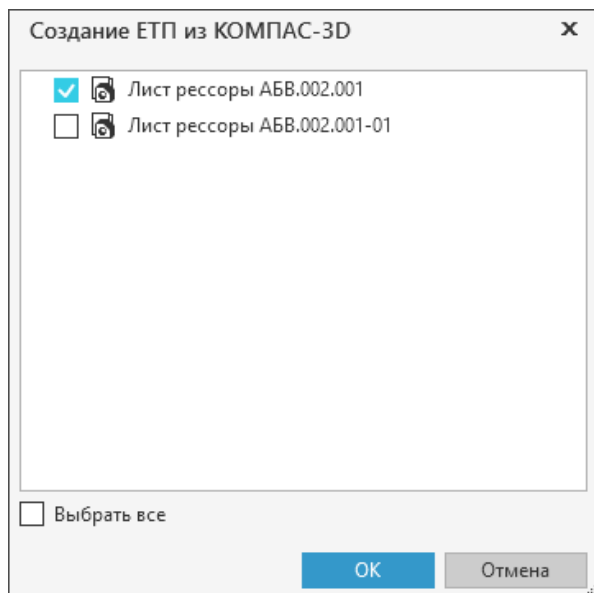 Создание ЕТП из КОМПАС-3D
Лист рессоры АБВ.002.001
Лист рессоры АБВ.002.001-01
Выбрать все
ОК
Отмена